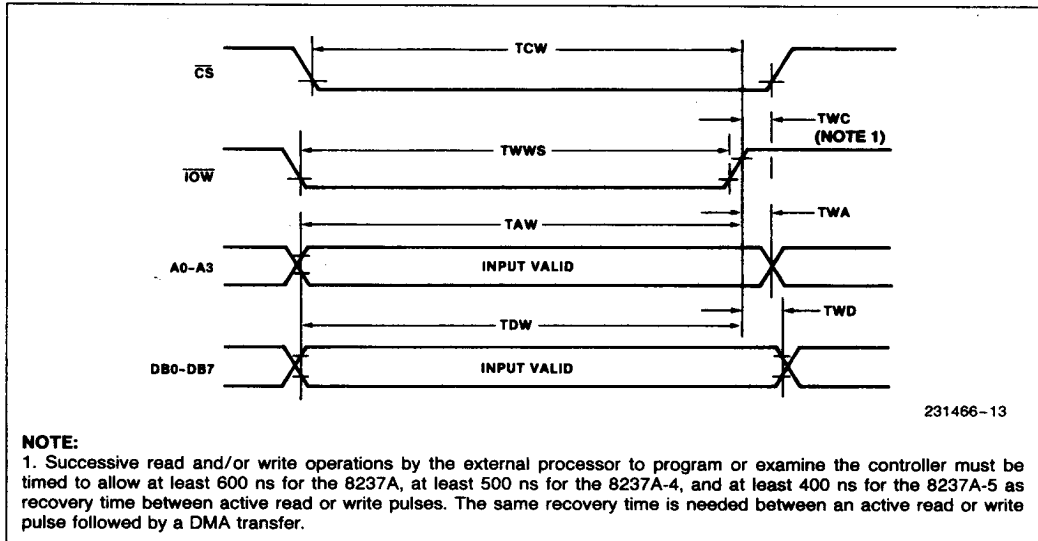 TCW
CS
TWC
(NOTE 1)
TWWS
IOW
TAW
TWA
A0-A3
INPUT VALID
TDW
TWD
DB0-DB7
INPUT VALID
231466-13
NOTE:
1. Successive read and/or write operations by the external processor to program or examine the controller must be
timed to allow at least 600 ns for the 8237A, at least 500 ns for the 8237A-4, and at least 400 ns for the 8237A-5 as
recovery time between active read or write pulses. The same recovery time is needed between an active read or write
pulse followed by a DMA transfer.